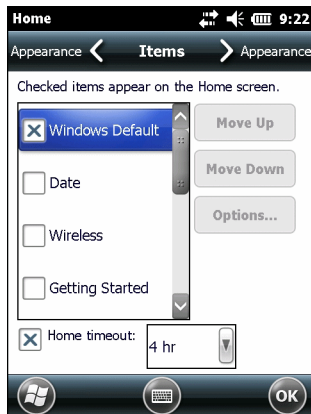 Home 9:22
Appearance Items Appearance
Checked items appear on the Home screen.
Windows Default
Move Up
Date
Move Down
Wireless
Options...
Getting Started
Home timeout: 4 hr
OK